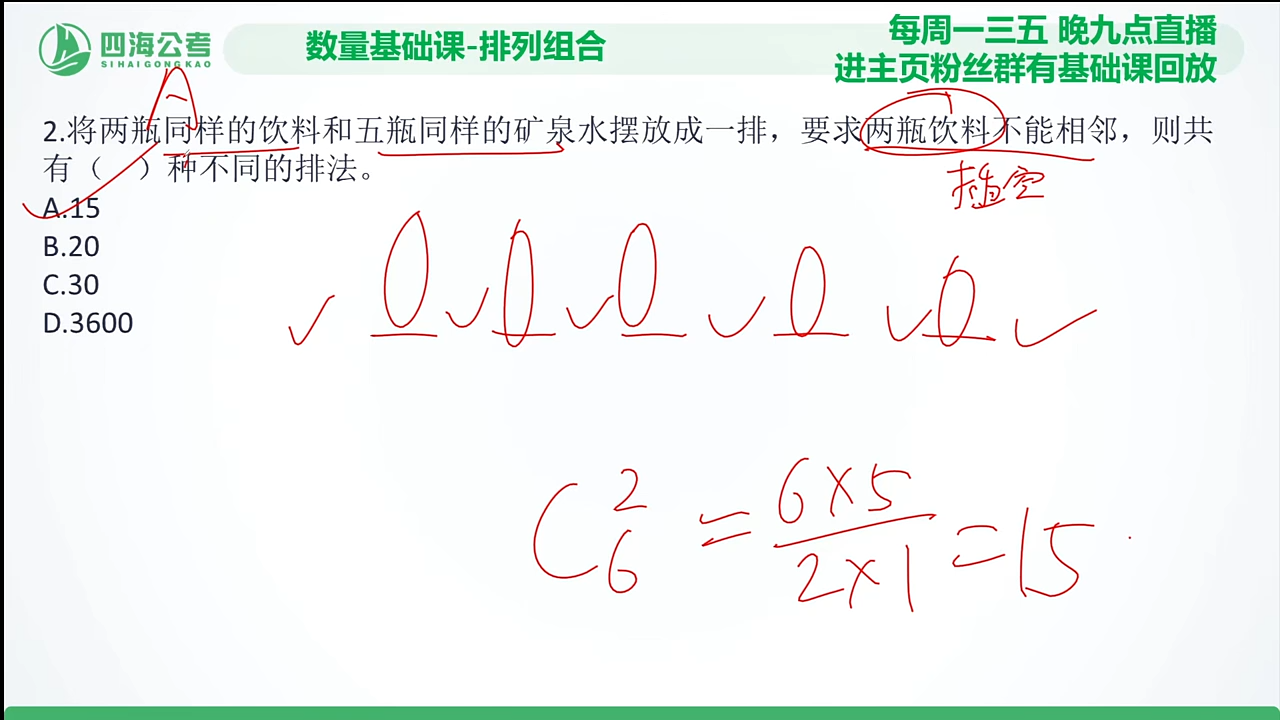 四海公考
SIHAIGONGKAO
数量基础课-排列组合
每周一三五 晚九点直播
进主页粉丝群有基础课回放
A
2.将两瓶同样的饮料和五瓶同样的矿泉水摆放成一排，要求两瓶饮料不能相邻，则共
有（ ）种不同的排法。
插空
A.15
B.20
C.30
D.3600
C₆² = 6×5/2×1 = 15